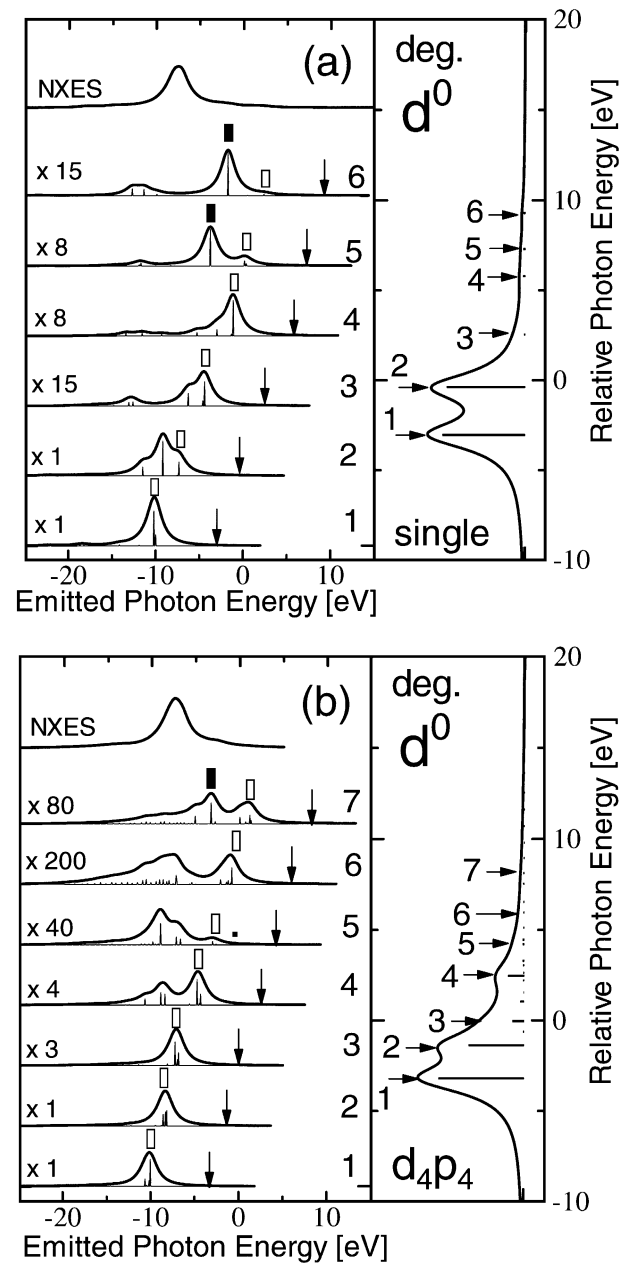 (a)
NXES
x 15 6
x 8 5
x 8 4
x 15 3
x 1 2
x 1 1
-20 -10 0 10
Emitted Photon Energy [eV]
deg.
d⁰
6
5
4
3
2
1
single
20
10
0
-10
Relative Photon Energy [eV]
(b)
NXES
x 80 7
x 200 6
x 40 5
x 4 4
x 3 3
x 1 2
x 1 1
-20 -10 0 10
Emitted Photon Energy [eV]
deg.
d⁰
7
6
5
4
3
2
1
d₄p₄
20
10
0
-10
Relative Photon Energy [eV]